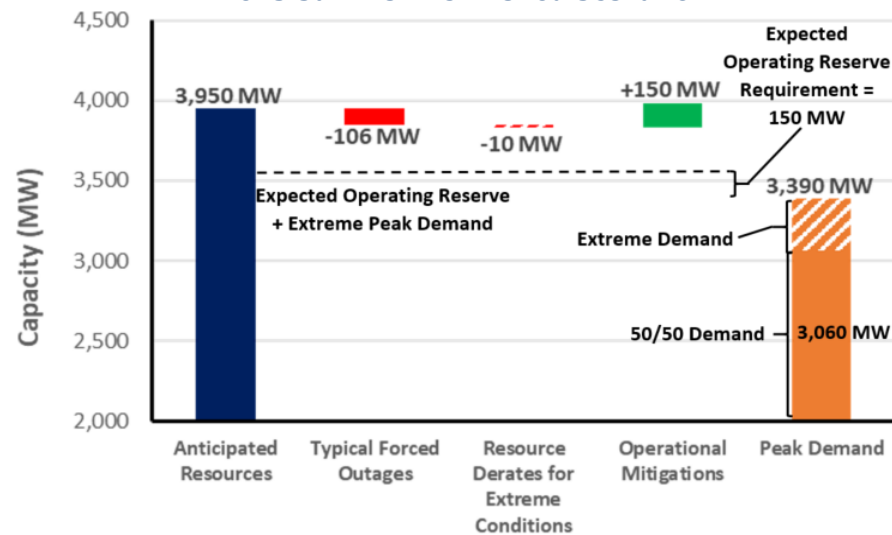 4,500
4,000
3,500
3,000
2,500
2,000
Capacity (MW)
3,950 MW
-106 MW
-10 MW
+150 MW
Expected
Operating Reserve
Requirement =
150 MW
Expected Operating Reserve
+ Extreme Peak Demand
3,390 MW
Extreme Demand
50/50 Demand
3,060 MW
Anticipated
Resources
Typical Forced
Outages
Resource
Derates for
Extreme
Conditions
Operational
Mitigations
Peak Demand